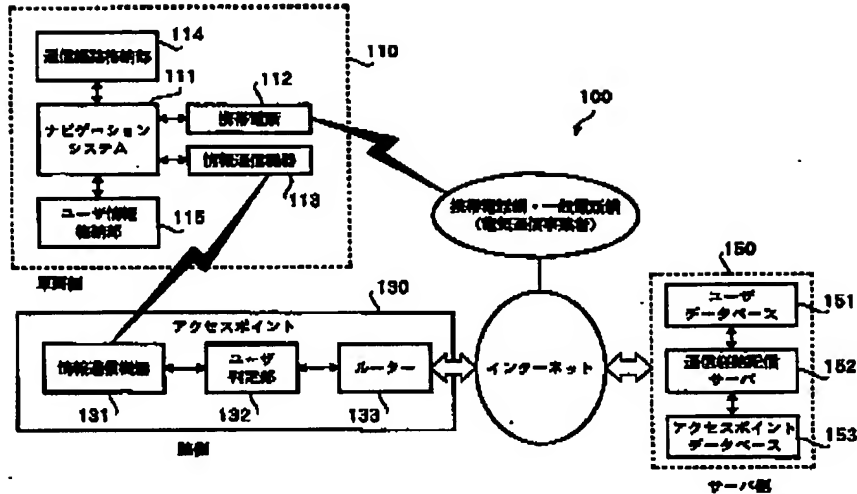 114
通信経路格納部
110
111
112
ナビゲーション
システム
携帯電話
100
情報通信機器
113
ユーザ情報
格納部
115
車両側
携帯電話網・一般電話網
(電気通信事業者)
130
アクセスポイント
情報通信機器
131
ユーザ
判定部
132
ルーター
133
路側
インターネット
150
ユーザ
データベース
151
通信経路配信
サーバ
152
アクセスポイント
データベース
153
サーバ側